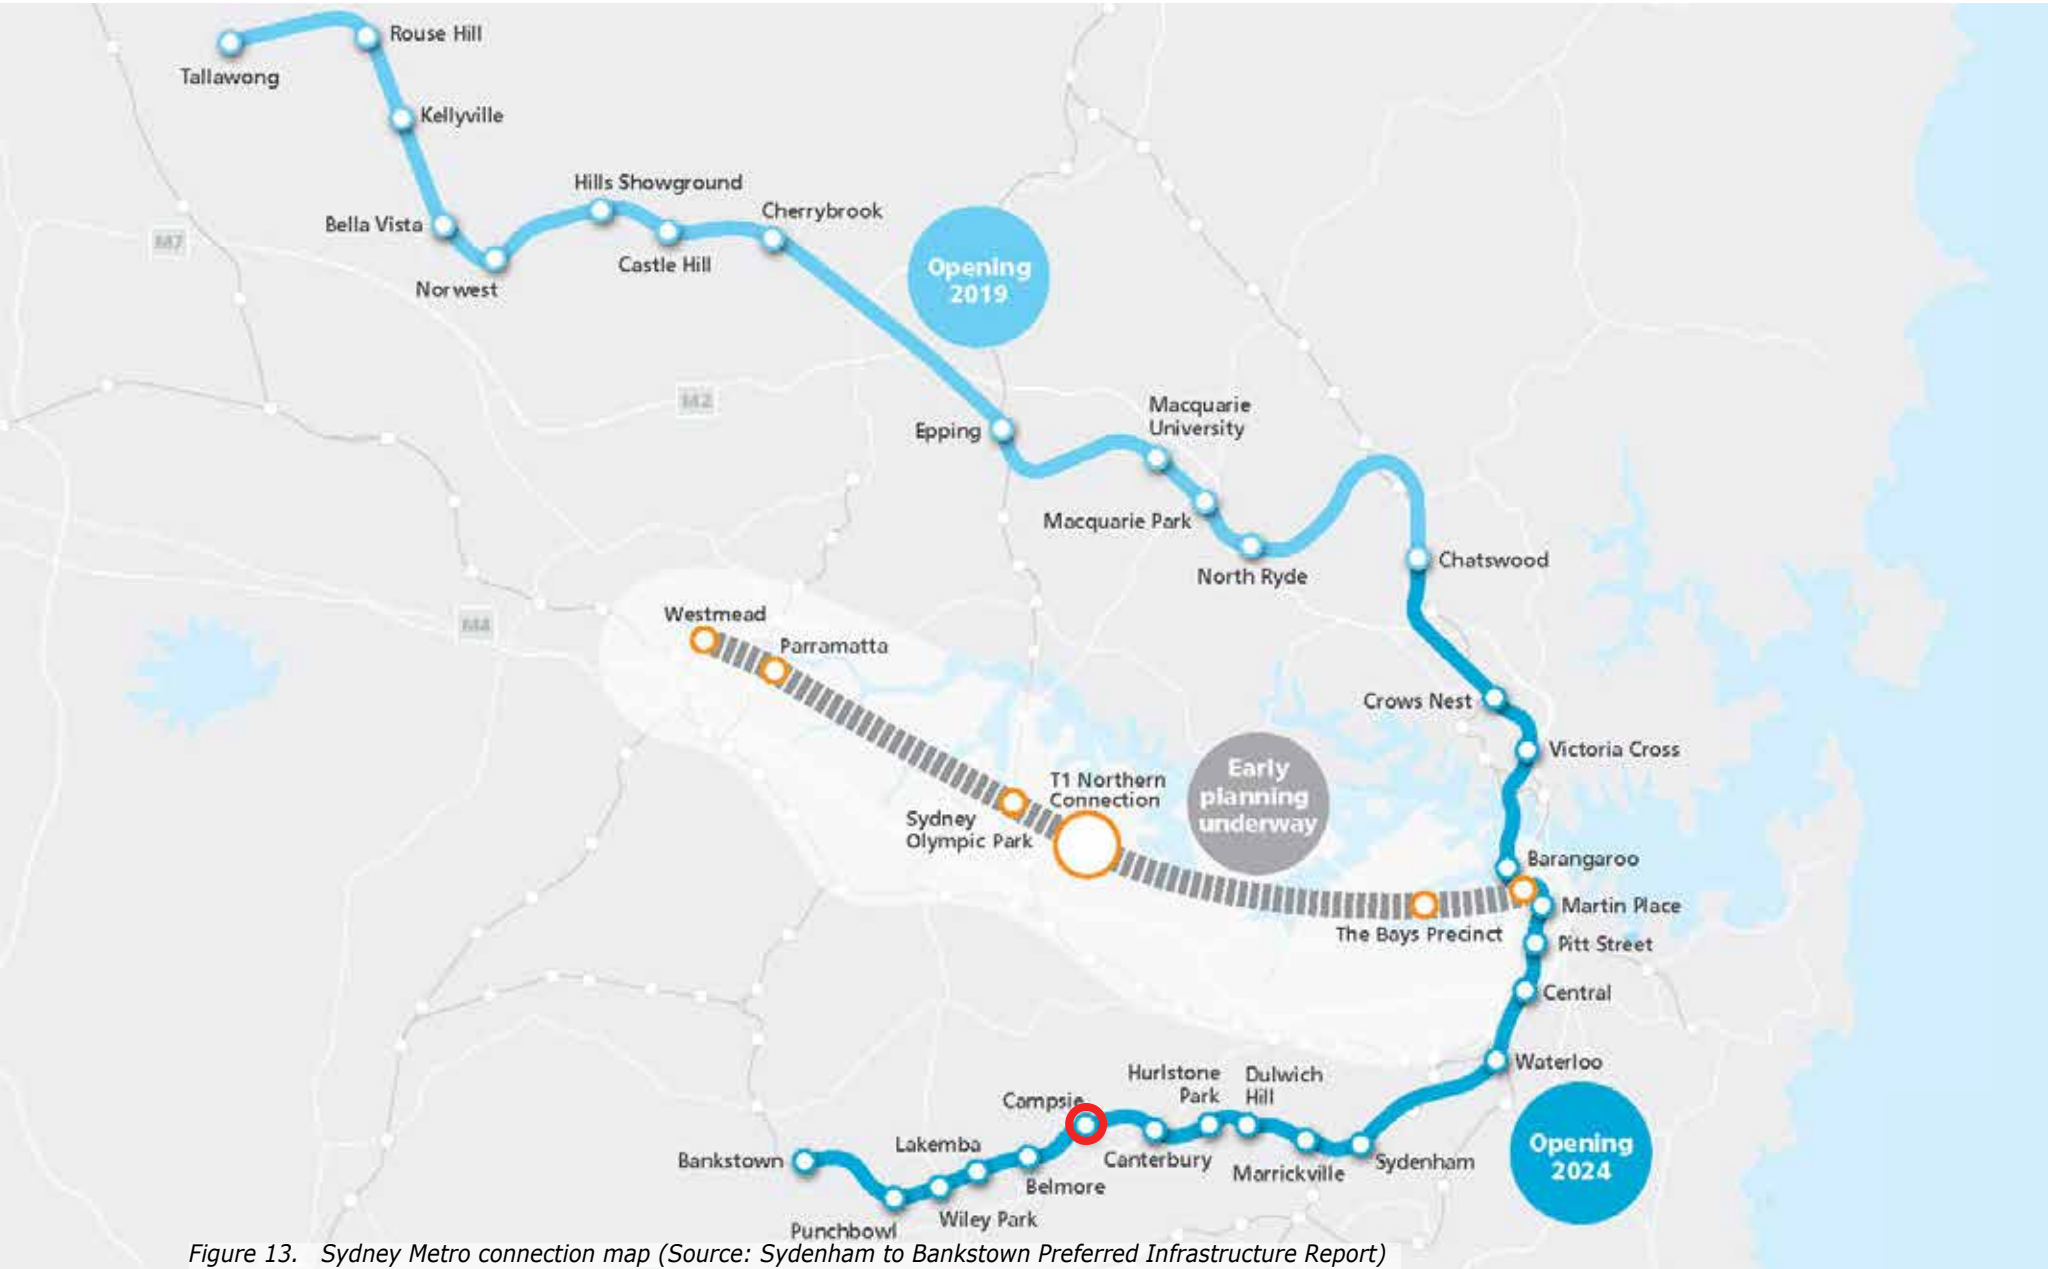 Rouse Hill
Tallawong
Kellyville
Hills Showground
Cherrybrook
Bella Vista
M7
Castle Hill
Norwest
Opening
2019
M2
Macquarie
University
Epping
Macquarie Park
North Ryde
Chatswood
M4
Westmead
Parramatta
Crows Nest
Victoria Cross
Early
planning
underway
T1 Northern
Connection
Sydney
Olympic Park
Barangaroo
Martin Place
The Bays Precinct
Pitt Street
Central
Waterloo
Hurlstone
Park
Dulwich
Hill
Campsie
Lakemba
Bankstown
Canterbury
Marrickville
Sydenham
Opening
2024
Belmore
Wiley Park
Punchbowl
Figure 13. Sydney Metro connection map (Source: Sydenham to Bankstown Preferred Infrastructure Report)